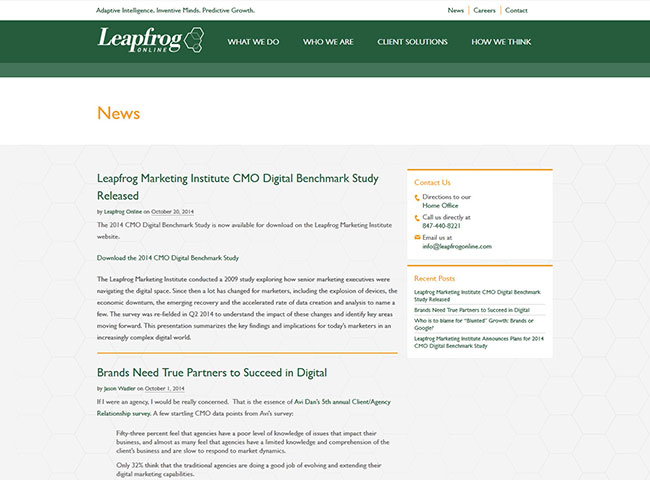 Adaptive Intelligence, Inventive Minds. Predictive Growth.
News
Careers
Contact
Leapfrog
ONLINE
WHAT WE DO
WHO WE ARE
CLIENT SOLUTIONS
HOW WE THINK
News
Leapfrog Marketing Institute CMO Digital Benchmark Study
Released
by Leapfrog Online on October 20, 2014
The 2014 CMO Digital Benchmark Study is now available for download on the Leapfrog Marketing Institute
website.
Download the 2014 CMO Digital Benchmark Study
The Leapfrog Marketing Institute conducted a 2009 study exploring how senior marketing executives were
navigating the digital space. Since then a lot has changed for marketers, including the explosion of devices, the
economic downturn, the emerging recovery and the accelerated rate of data creation and analysis to name a
few. The survey was re-fielded in Q2 2014 to understand the impact of these changes and identify key areas
moving forward. This presentation summarizes the key findings and implications for today's marketers in an
increasingly complex digital world.
Brands Need True Partners to Succeed in Digital
by Jason Wadler on October 1, 2014
If I were an agency, I would be really concerned. That is the essence of Avi Dan's 5th annual Client/Agency
Relationship survey. A few startling CMO data points from Avi's survey:
Fifty-three percent feel that agencies have a poor level of knowledge of issues that impact their
business, and almost as many feel that agencies have a limited knowledge and comprehension of the
client's business and are slow to respond to market dynamics.
Only 32% think that the traditional agencies are doing a good job of evolving and extending their
digital marketing capabilities.
Contact Us
Directions to our
Home Office
Call us directly at
847-440-8221
Email us at
info@leapfrogonline.com
Recent Posts
Leapfrog Marketing Institute CMO Digital Benchmark
Study Released
Brands Need True Partners to Succeed in Digital
Who is to blame for "Blunted" Growth: Brands or
Google?
Leapfrog Marketing Institute Announces Plans for 2014
CMO Digital Benchmark Study